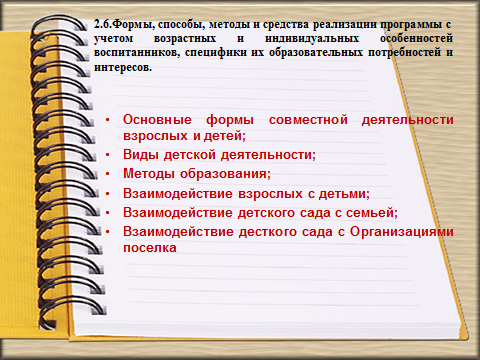 2.6.Формы, способы, методы и средства реализации программы с
учетом возрастных и индивидуальных особенностей
воспитанников, специфики их образовательных потребностей и
интересов.
• Основные формы совместной деятельности
взрослых и детей;
• Виды детской деятельности;
• Методы образования;
• Взаимодействие взрослых с детьми;
• Взаимодействие детского сада с семьей;
• Взаимодействие десткого сада с Организациями
поселка